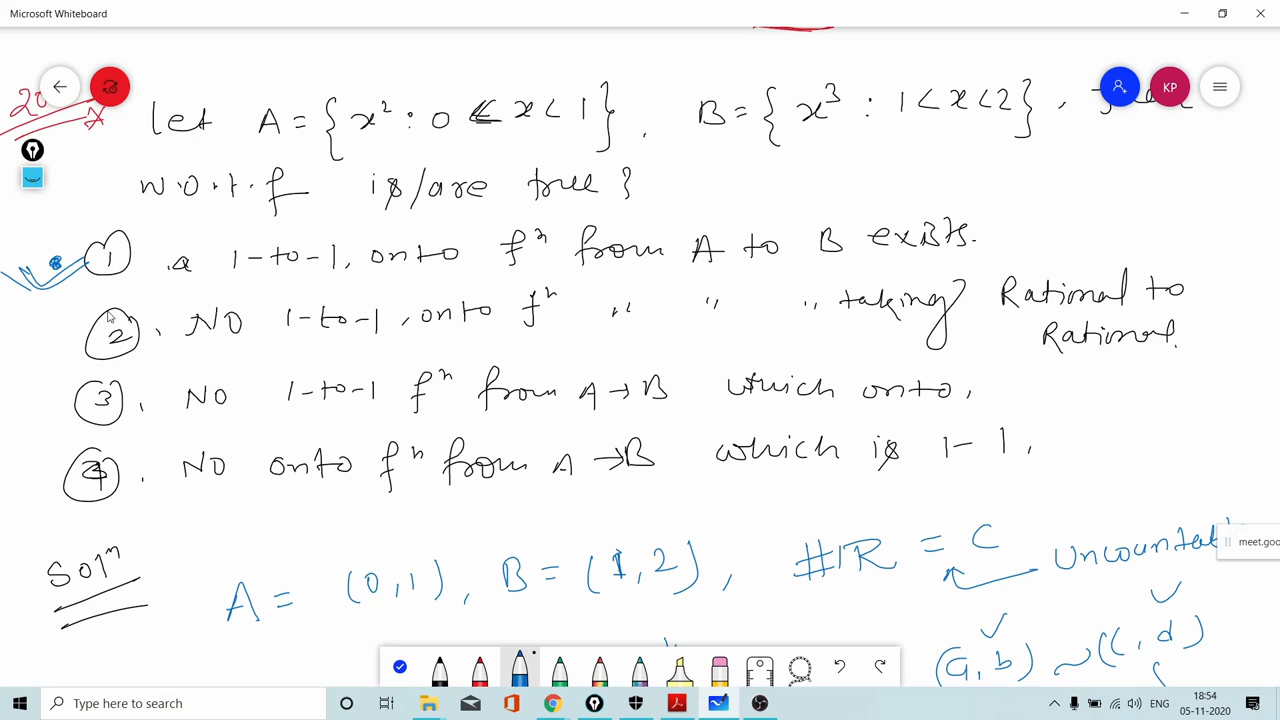 Microsoft Whiteboard
KP
let A = { x² : 0 < x < 1 } , B = { x³ : 1 < x < 2 } ,
w.o.t.f is/are true?
1 .a 1-to-1, onto fⁿ from A to B exists.
2 . No 1-to-1, onto fⁿ " " " taking Rational to
Rational.
3 . No 1-to-1 fⁿ from A → B which onto,
4 . No onto fⁿ from A → B which is 1-1.
Solⁿ
A = (0,1), B = (1,2), #IR = C
meet.goo
(a, b) ~ (c, d)
Type here to search
ENG
18:54
05-11-2020